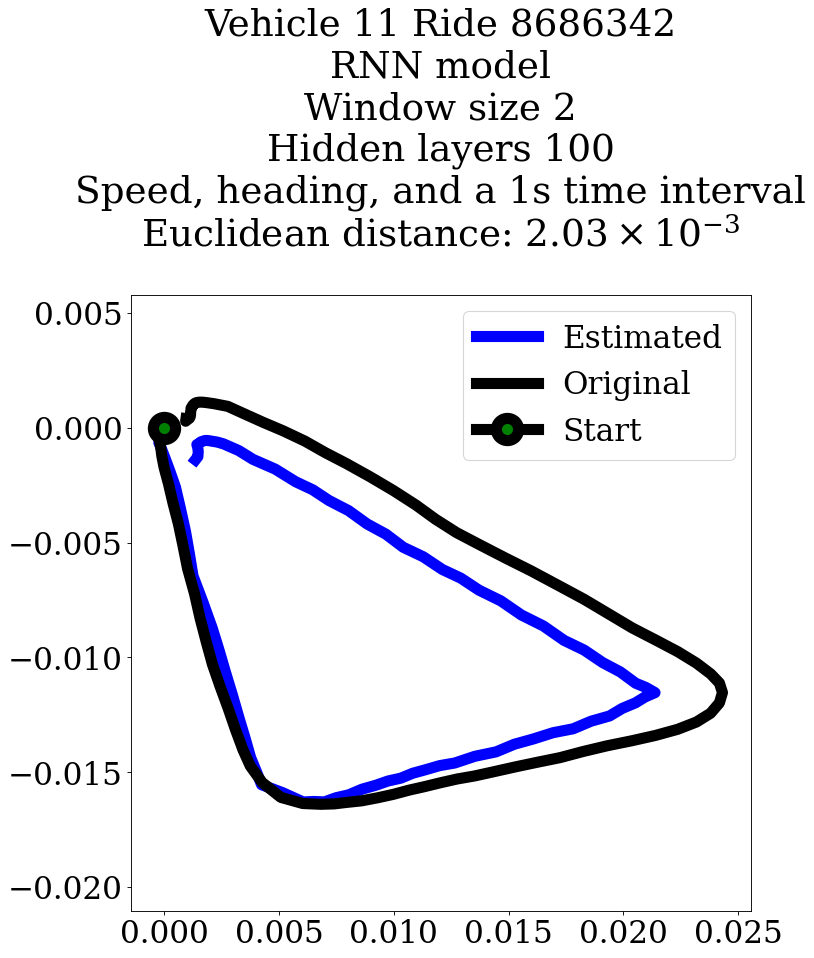 Vehicle 11 Ride 8686342
RNN model
Window size 2
Hidden layers 100
Speed, heading, and a 1s time interval
Euclidean distance: 2.03 × 10⁻³
0.005
0.000
−0.005
−0.010
−0.015
−0.020
Estimated
Original
Start
0.000 0.005 0.010 0.015 0.020 0.025